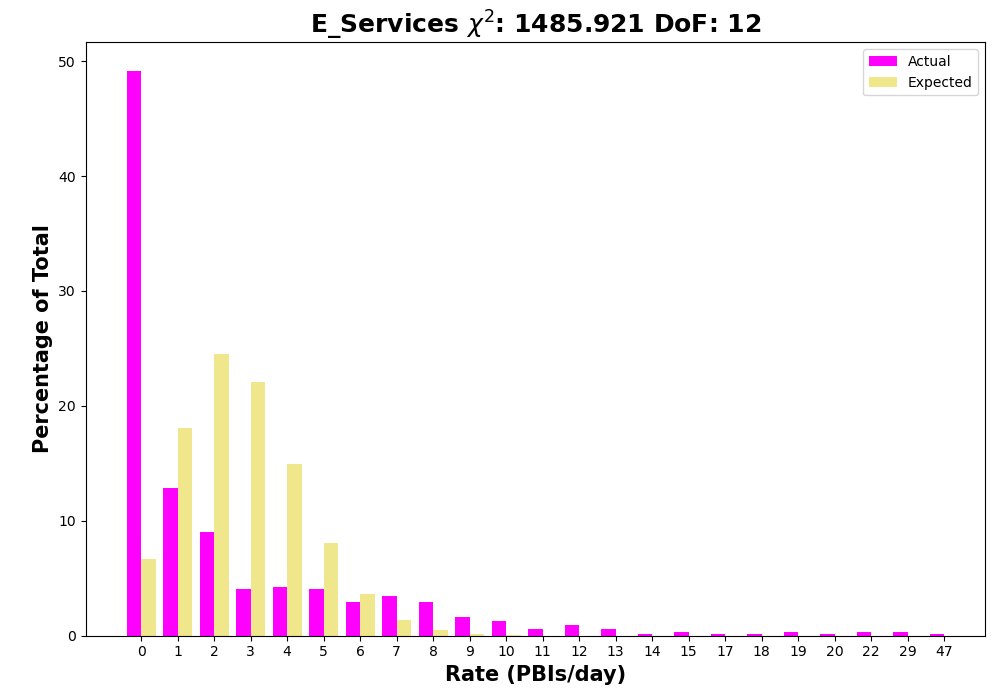 E_Services χ²: 1485.921 DoF: 12
Actual
Expected
50
40
30
20
10
0
Percentage of Total
0 1 2 3 4 5 6 7 8 9 10 11 12 13 14 15 17 18 19 20 22 29 47
Rate (PBIs/day)